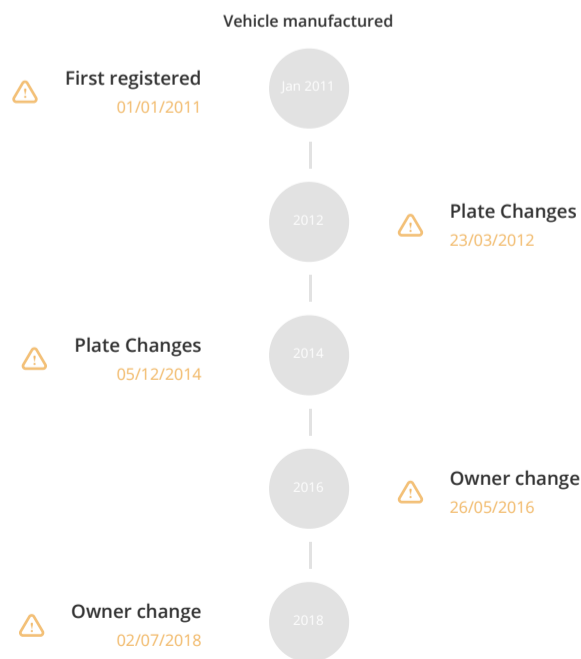 Vehicle manufactured
First registered
01/01/2011
Jan 2011
2012
Plate Changes
23/03/2012
Plate Changes
05/12/2014
2014
2016
Owner change
26/05/2016
Owner change
02/07/2018
2018